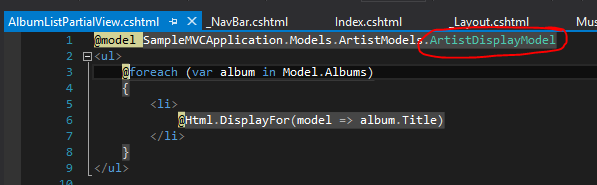 AlbumListPartialView.cshtml _NavBar.cshtml Index.cshtml _Layout.cshtml Mus
1 @model SampleMVCApplication.Models.ArtistModels.ArtistDisplayModel
2 <ul>
3 @foreach (var album in Model.Albums)
4 {
5 <li>
6 @Html.DisplayFor(model => album.Title)
7 </li>
8 }
9 </ul>
10